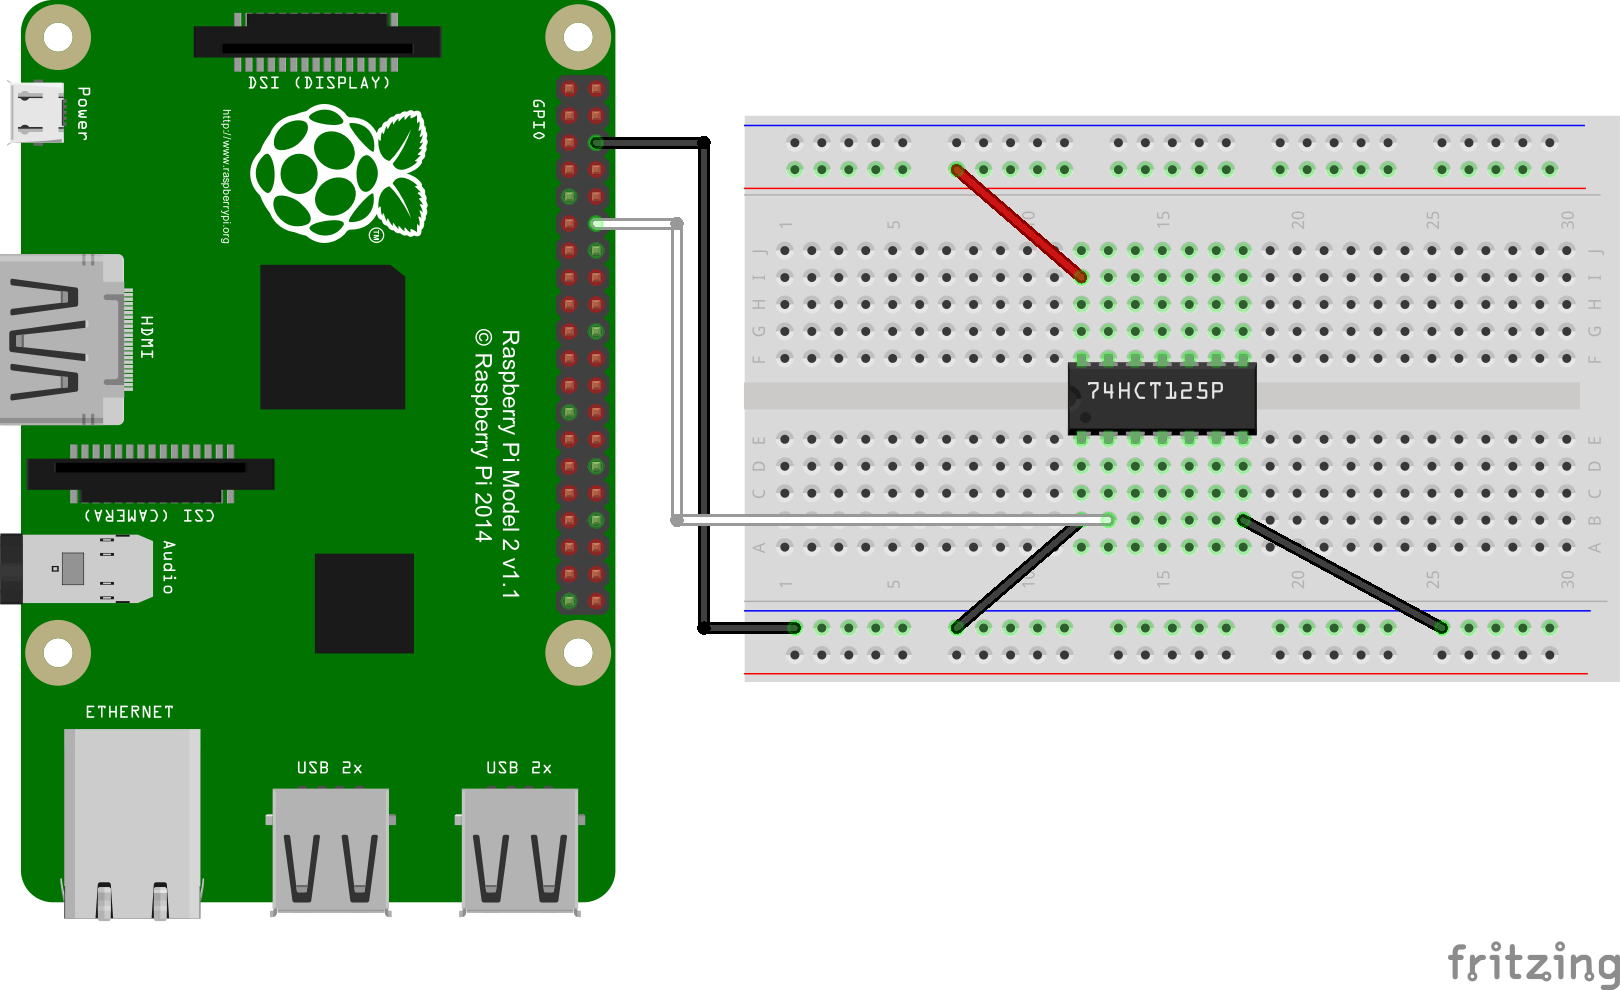 DSI (DISPLAY)
Power
http://www.raspberrypi.org
TM
GPIO
HDMI
Raspberry Pi Model 2 v1.1
© Raspberry Pi 2014
CSI (CAMERA)
Audio
ETHERNET
USB 2x
USB 2x
1 5 10 15 20 25 30
J J
I I
H H
G G
F F
74HCT125P
E E
D D
C C
B B
A A
1 5 10 15 20 25 30
fritzing